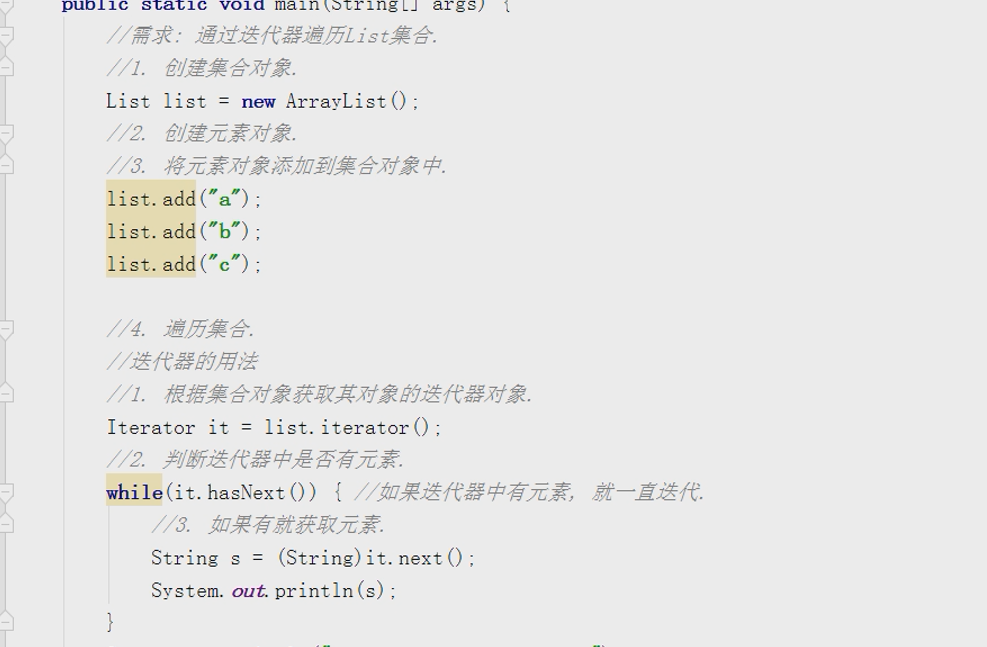 public static void main(String[] args) {
//需求: 通过迭代器遍历List集合.
//1. 创建集合对象.
List list = new ArrayList();
//2. 创建元素对象.
//3. 将元素对象添加到集合对象中.
list.add("a");
list.add("b");
list.add("c");
//4. 遍历集合.
//迭代器的用法
//1. 根据集合对象获取其对象的迭代器对象.
Iterator it = list.iterator();
//2. 判断迭代器中是否有元素.
while(it.hasNext()) { //如果迭代器中有元素, 就一直迭代.
//3. 如果有就获取元素.
String s = (String)it.next();
System.out.println(s);
}